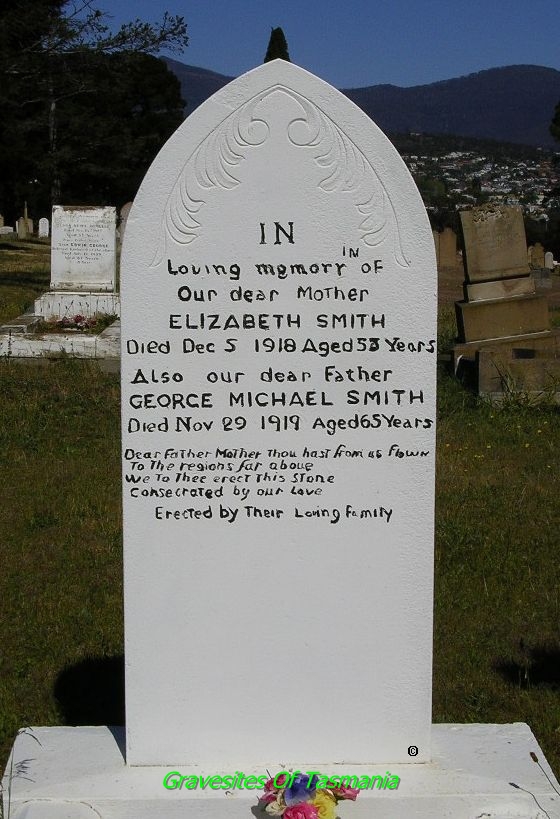 IN
IN
Loving memory of
Our dear Mother
ELIZABETH SMITH
Died Dec 5 1918 Aged 53 Years
Also our dear Father
GEORGE MICHAEL SMITH
Died Nov 29 1919 Aged 65 Years
Dear Father Mother Thou hast from us flown
To the regions far above
We to Thee erect this stone
Consecrated by our Love
Erected by Their Loving Family
©
Gravesites Of Tasmania